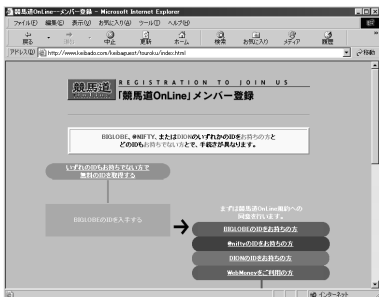 競馬道OnLine--メンバー登録 - Microsoft Internet Explorer
ファイル(F) 編集(E) 表示(V) お気に入り(A) ツール(T) ヘルプ(H)
戻る 中止 更新 ホーム 検索 お気に入り メディア 履歴
アドレス(D) http://www.keibado.com/keibaguest/touroku/index.html 移動
競馬道
REGISTRATION TO JOIN US
「競馬道OnLine」メンバー登録
BIGLOBE、@NIFTY、またはDIONのいずれかのIDをお持ちの方と
どのIDもお持ちでない方とで、手続きが異なります。
いずれのIDもお持ちでない方で
無料のIDを取得する
まずは競馬道OnLine規約への
同意を行います。
BIGLOBEのIDを入手する
BIGLOBEのIDをお持ちの方
@niftyのIDをお持ちの方
DIONのIDをお持ちの方
WebMoneyをご利用の方
インターネット